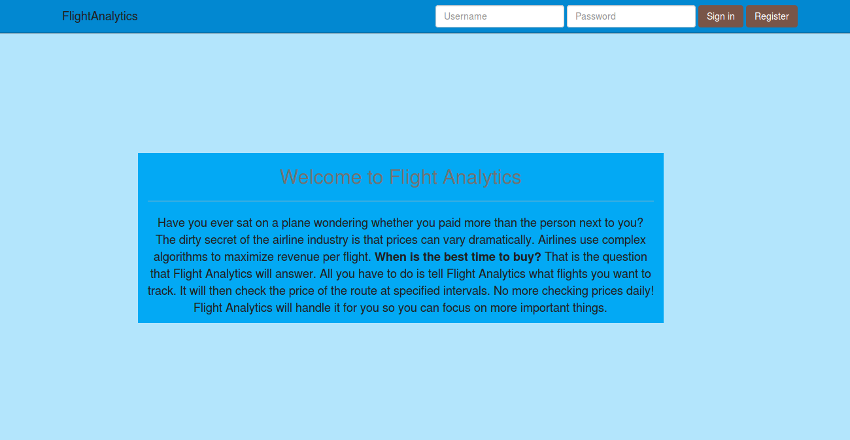 FlightAnalytics Username Password Sign in Register
Welcome to Flight Analytics
Have you ever sat on a plane wondering whether you paid more than the person next to you?
The dirty secret of the airline industry is that prices can vary dramatically. Airlines use complex
algorithms to maximize revenue per flight. When is the best time to buy? That is the question
that Flight Analytics will answer. All you have to do is tell Flight Analytics what flights you want to
track. It will then check the price of the route at specified intervals. No more checking prices daily!
Flight Analytics will handle it for you so you can focus on more important things.